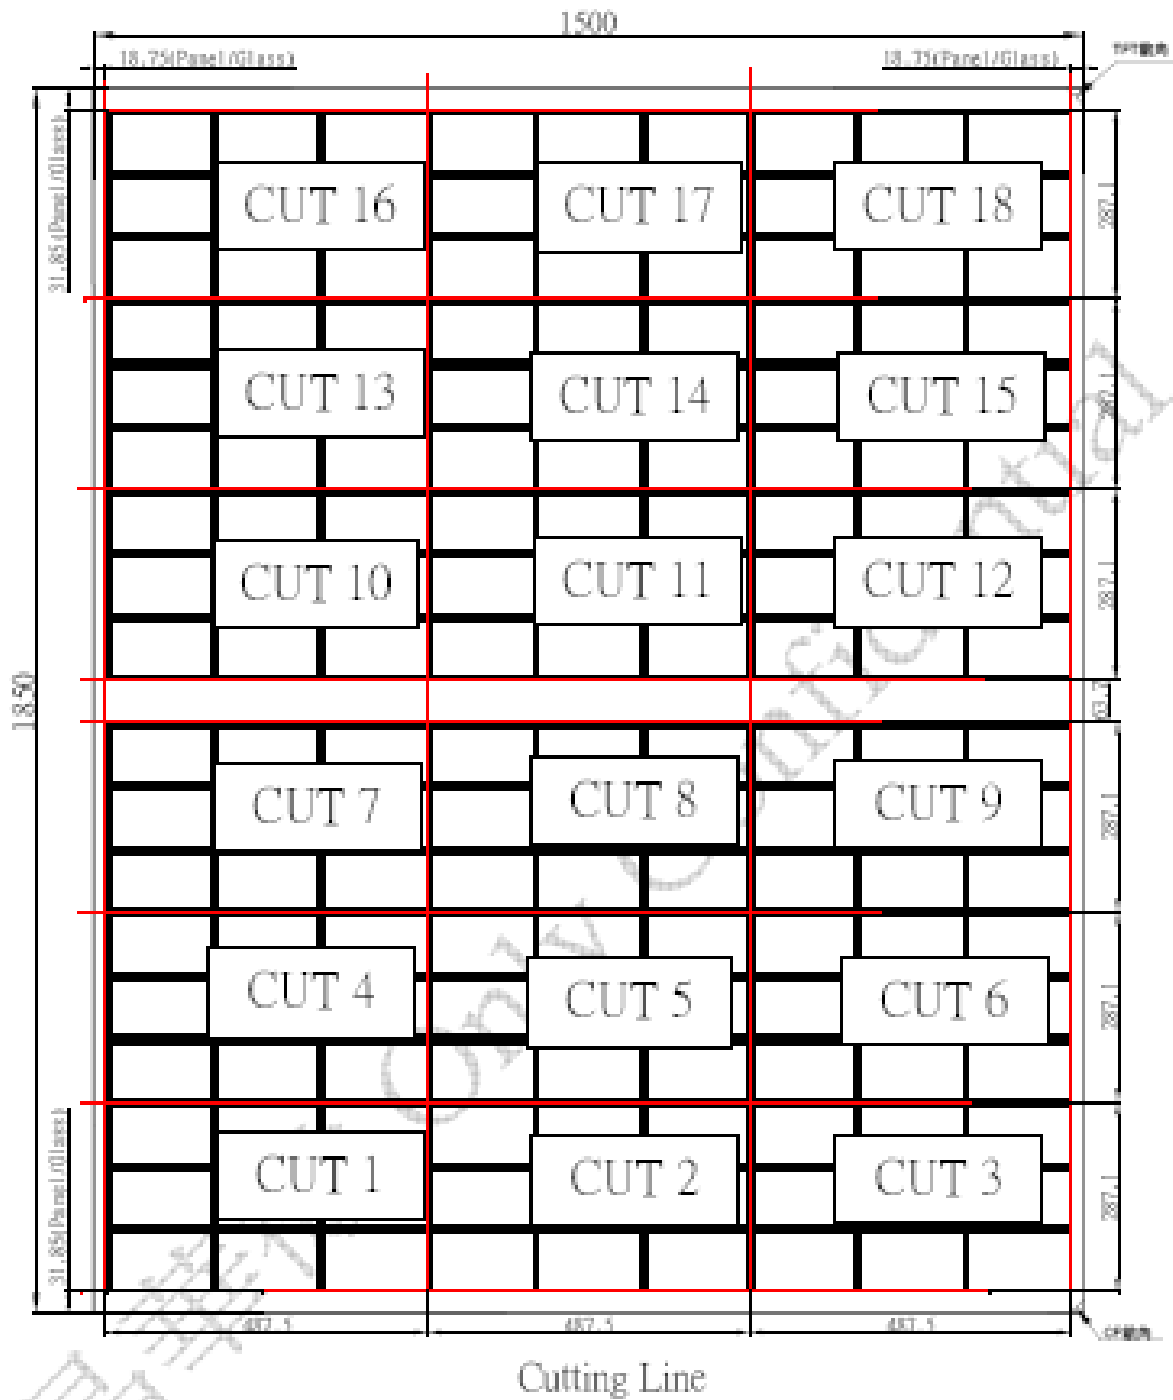 1500
18.75(Panel/Glass)
18.75(Panel/Glass)
31.85(Panel/Glass)
CUT 16
CUT 17
CUT 18
287.1
CUT 13
CUT 14
CUT 15
287.1
CUT 10
CUT 11
CUT 12
287.1
1850
63.7
CUT 7
CUT 8
CUT 9
287.1
CUT 4
CUT 5
CUT 6
287.1
31.85(Panel/Glass)
CUT 1
CUT 2
CUT 3
287.1
487.5
487.5
487.5
Cutting Line
Only Confidential